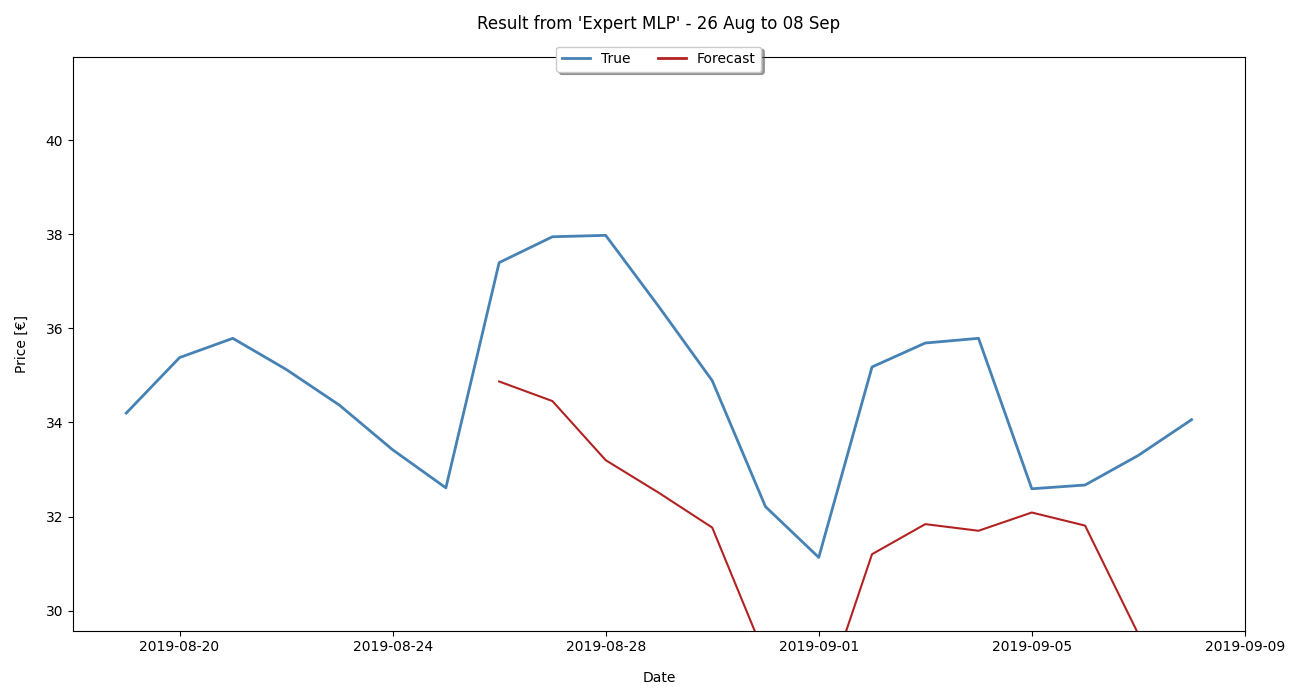 Result from 'Expert MLP' - 26 Aug to 08 Sep
True Forecast
40
38
36
34
32
30
Price [€]
2019-08-20 2019-08-24 2019-08-28 2019-09-01 2019-09-05 2019-09-09
Date